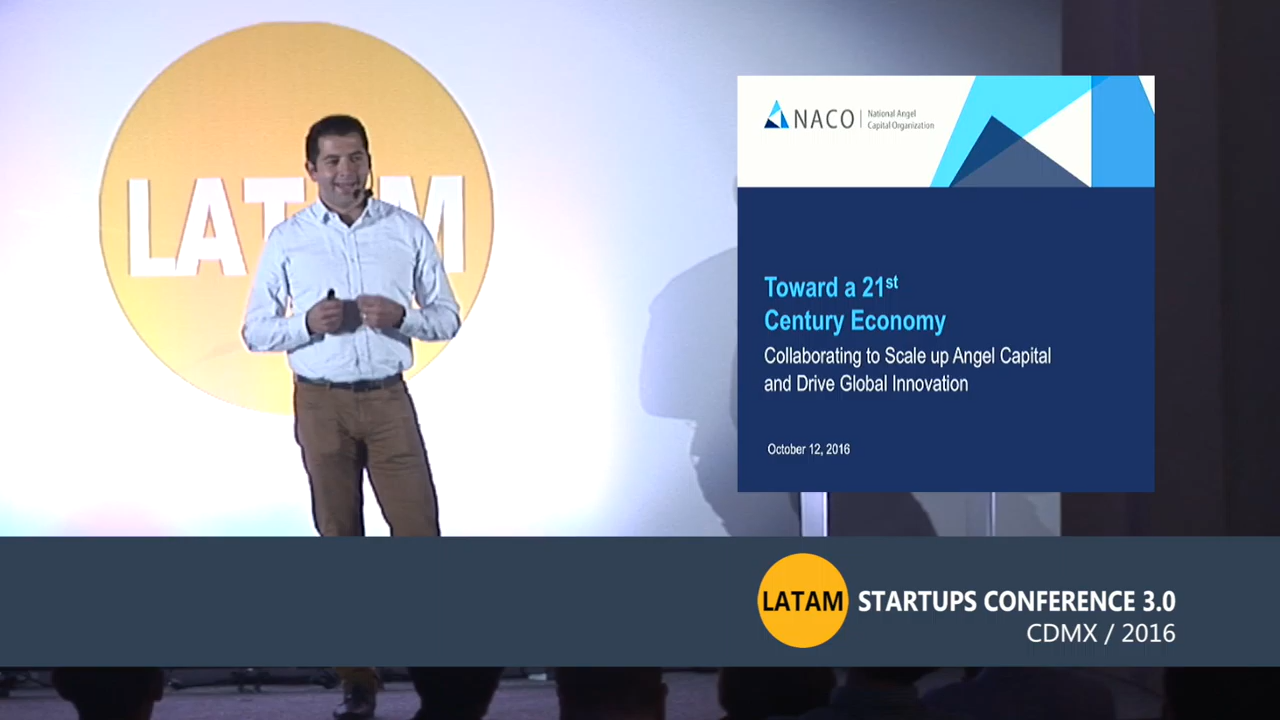 LATAM
NACO
National Angel
Capital Organization
Toward a 21st
Century Economy
Collaborating to Scale up Angel Capital
and Drive Global Innovation
October 12, 2016
LATAM STARTUPS CONFERENCE 3.0
CDMX / 2016